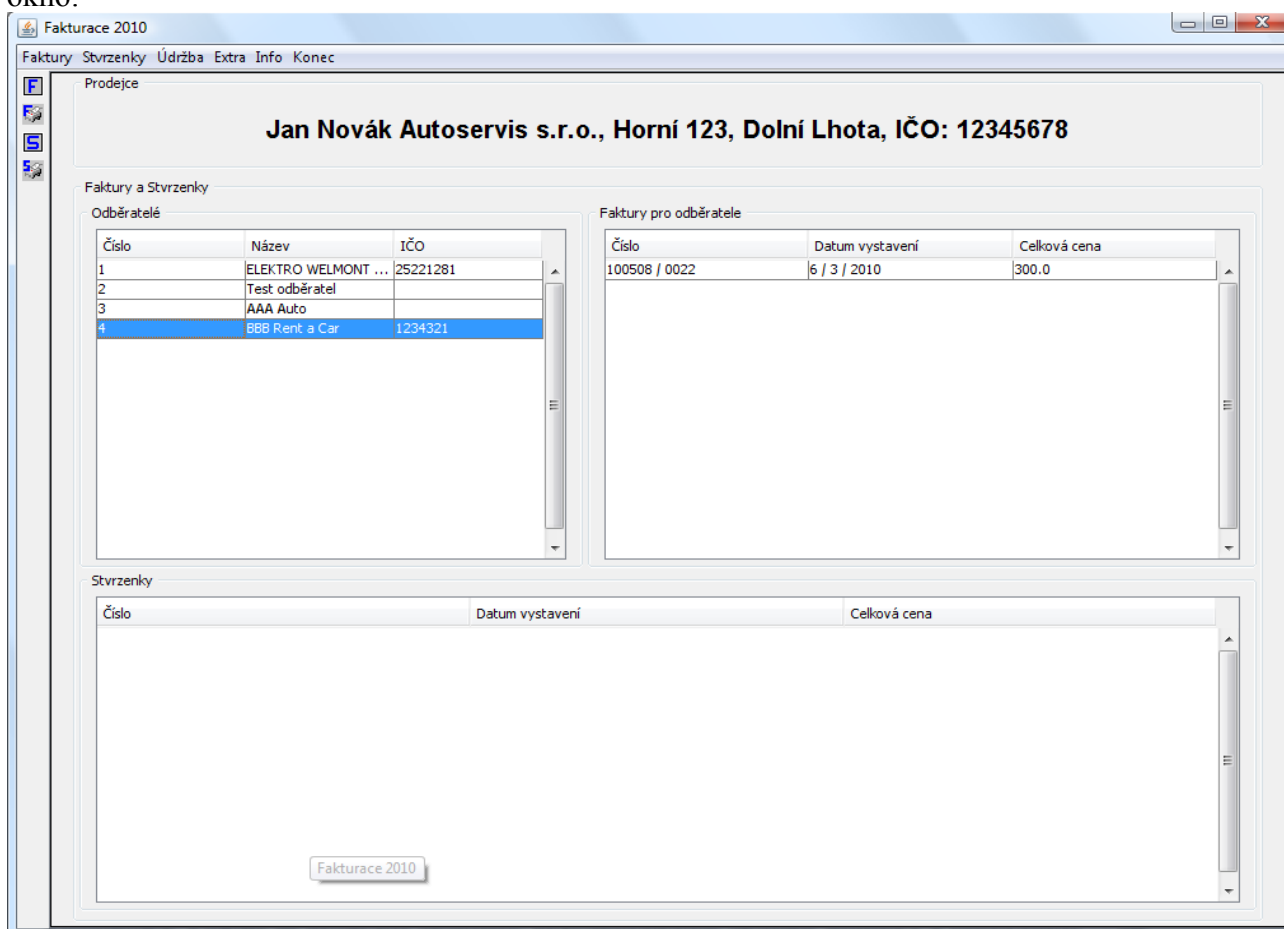 okno:
Fakturace 2010
Faktury Stvrzenky Údržba Extra Info Konec
F
F
S
S
Prodejce
Jan Novák Autoservis s.r.o., Horní 123, Dolní Lhota, IČO: 12345678
Faktury a Stvrzenky
Odběratelé
Číslo Název IČO
1 ELEKTRO WELMONT ... 25221281
2 Test odběratel
3 AAA Auto
4 BBB Rent a Car 1234321
Faktury pro odběratele
Číslo Datum vystavení Celková cena
100508 / 0022 6 / 3 / 2010 300.0
Stvrzenky
Číslo Datum vystavení Celková cena
Fakturace 2010